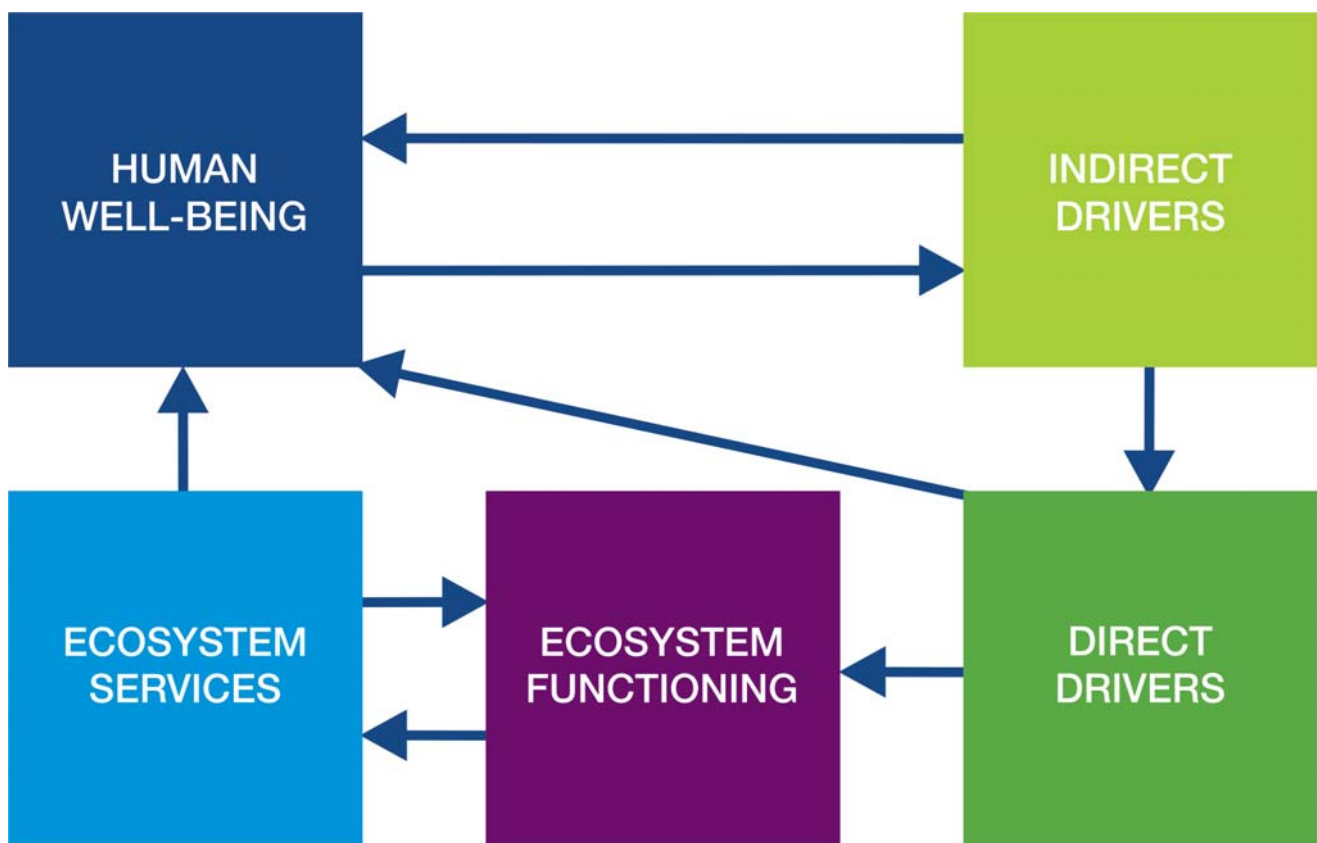 HUMAN
WELL-BEING
INDIRECT
DRIVERS
ECOSYSTEM
SERVICES
ECOSYSTEM
FUNCTIONING
DIRECT
DRIVERS